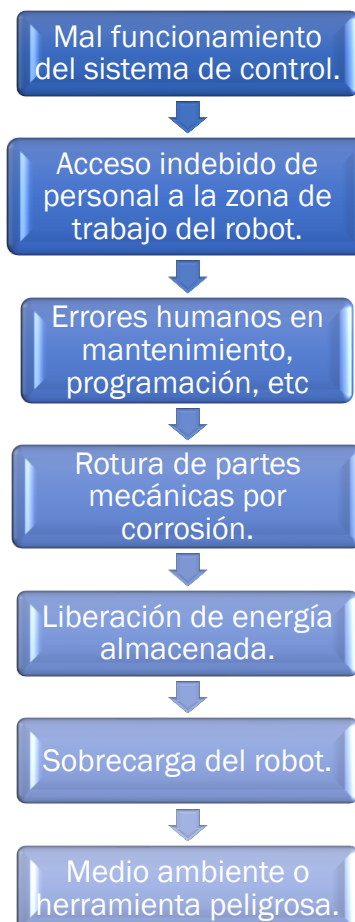 Mal funcionamiento
del sistema de control.
Acceso indebido de
personal a la zona de
trabajo del robot.
Errores humanos en
mantenimiento,
programación, etc
Rotura de partes
mecánicas por
corrosión.
Liberación de energía
almacenada.
Sobrecarga del robot.
Medio ambiente o
herramienta peligrosa.